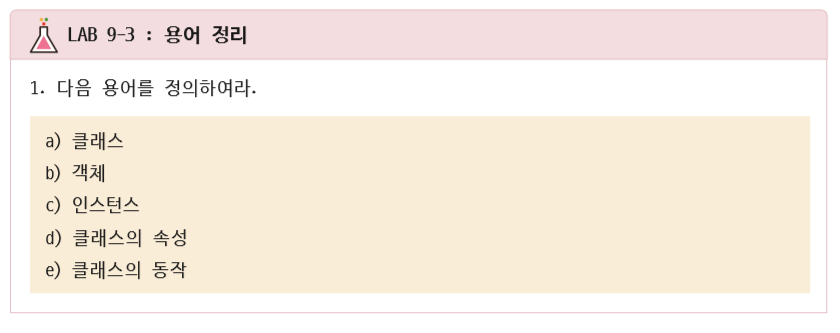 LAB 9-3 : 용어 정리
1. 다음 용어를 정의하여라.
a) 클래스
b) 객체
c) 인스턴스
d) 클래스의 속성
e) 클래스의 동작